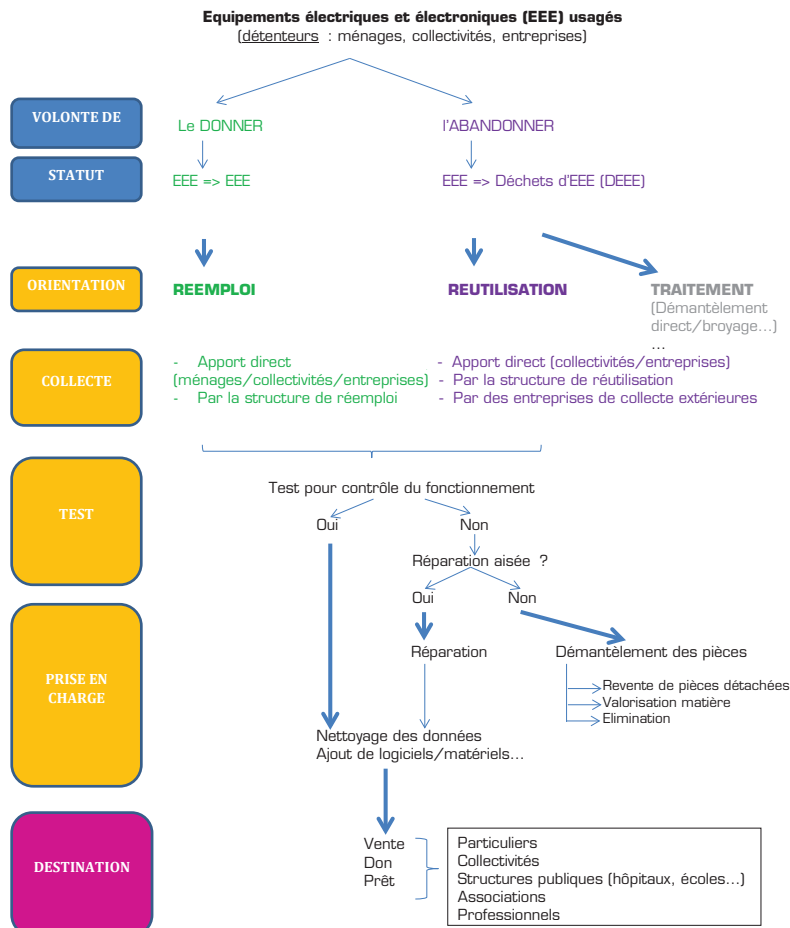 Equipements électriques et électroniques (EEE) usagés
(détenteurs : ménages, collectivités, entreprises)
VOLONTE DE
Le DONNER
l'ABANDONNER
STATUT
EEE => EEE
EEE => Déchets d'EEE (DEEE)
ORIENTATION
REEMPLOI
REUTILISATION
TRAITEMENT
(Démantèlement
direct/broyage...)
...
COLLECTE
- Apport direct
(ménages/collectivités/entreprises)
- Par la structure de réemploi
- Apport direct (collectivités/entreprises)
- Par la structure de réutilisation
- Par des entreprises de collecte extérieures
TEST
Test pour contrôle du fonctionnement
Oui
Non
Réparation aisée ?
Oui
Non
PRISE EN
CHARGE
Réparation
Démantèlement des pièces
Revente de pièces détachées
Valorisation matière
Elimination
Nettoyage des données
Ajout de logiciels/matériels...
DESTINATION
Vente
Don
Prêt
Particuliers
Collectivités
Structures publiques (hôpitaux, écoles...)
Associations
Professionnels